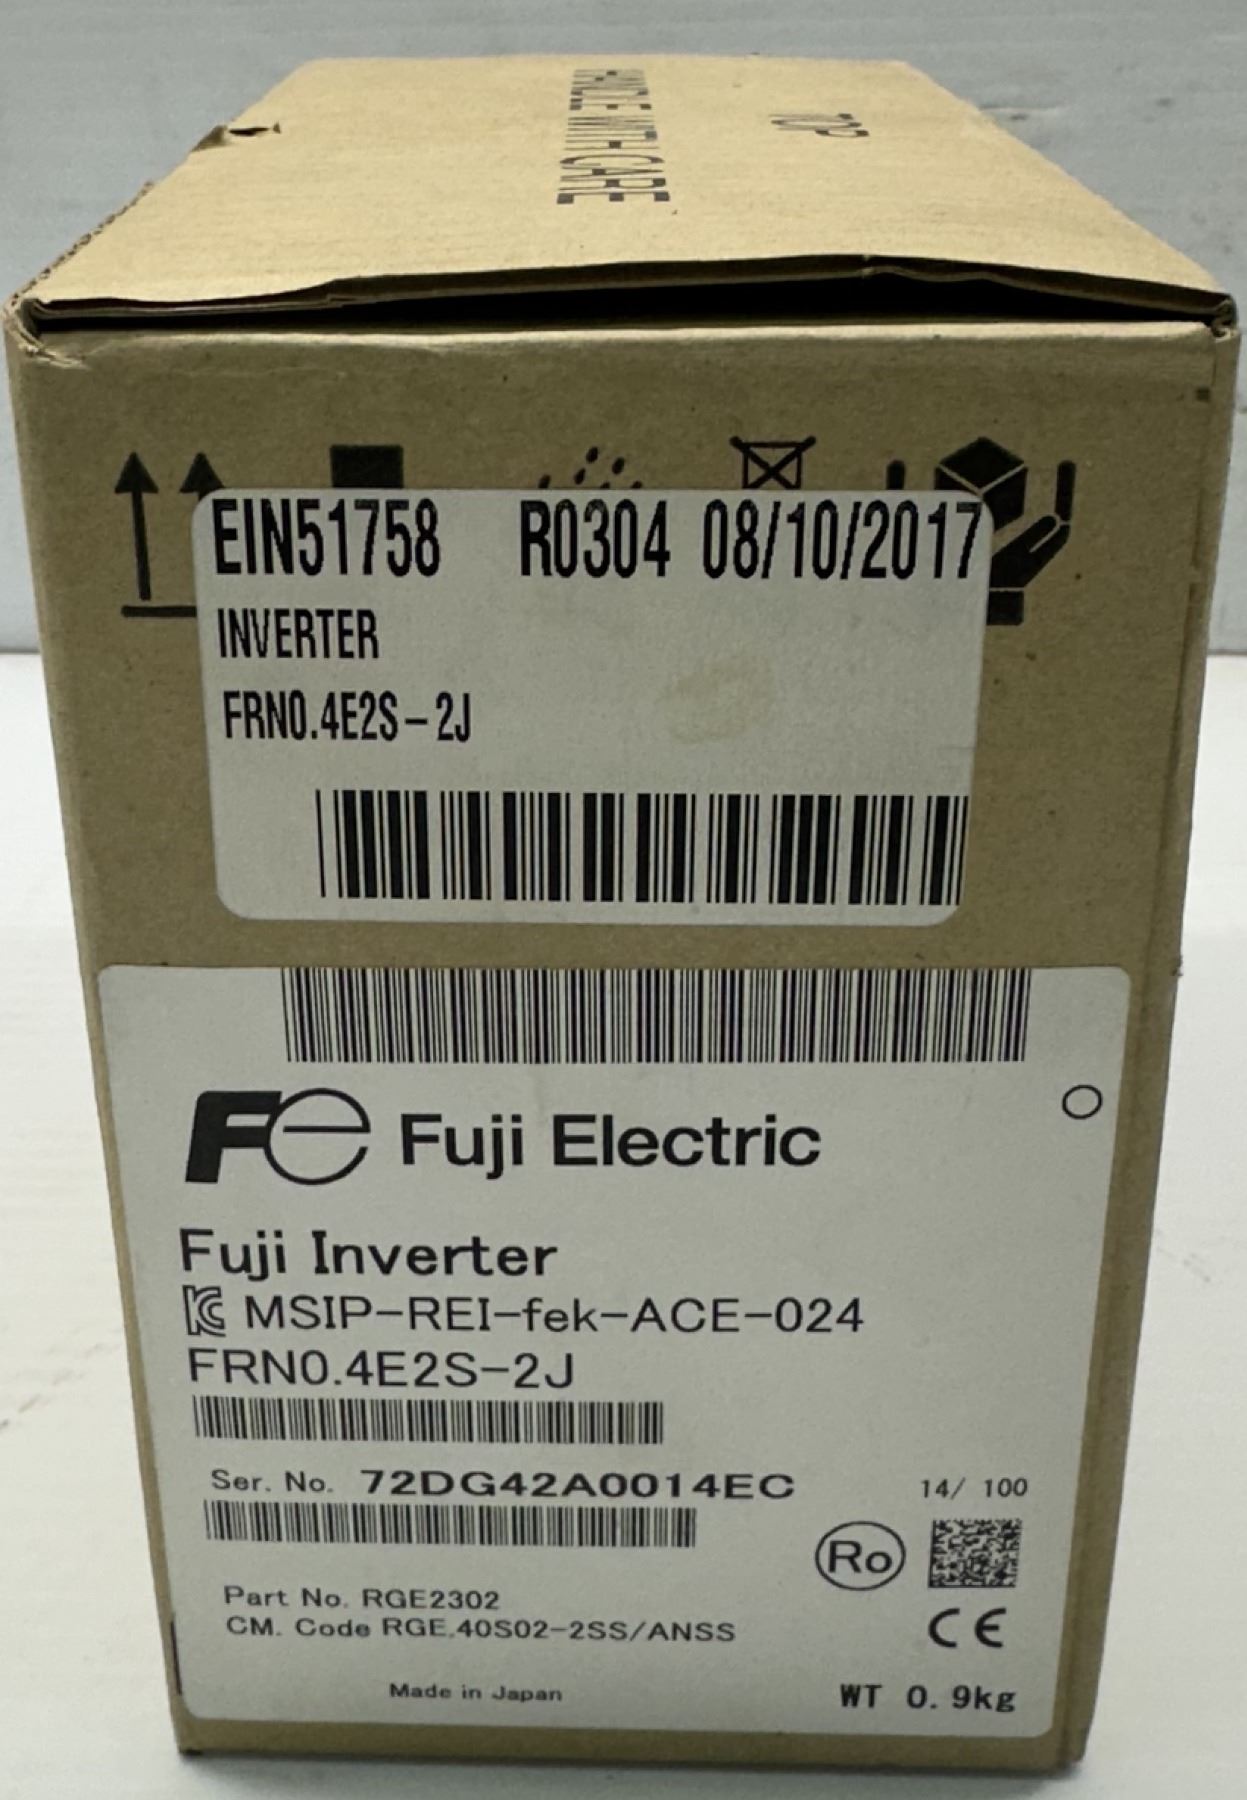 HANDLE WITH CARE
TOP
EIN51758 R0304 08/10/2017
INVERTER
FRN0.4E2S-2J
Fe Fuji Electric
Fuji Inverter
MSIP-REI-fek-ACE-024
FRN0.4E2S-2J
Ser. No. 72DG42A0014EC 14/ 100
Ro
Part No. RGE2302
CM. Code RGE.40S02-2SS/ANSS
CE
Made in Japan WT 0.9kg